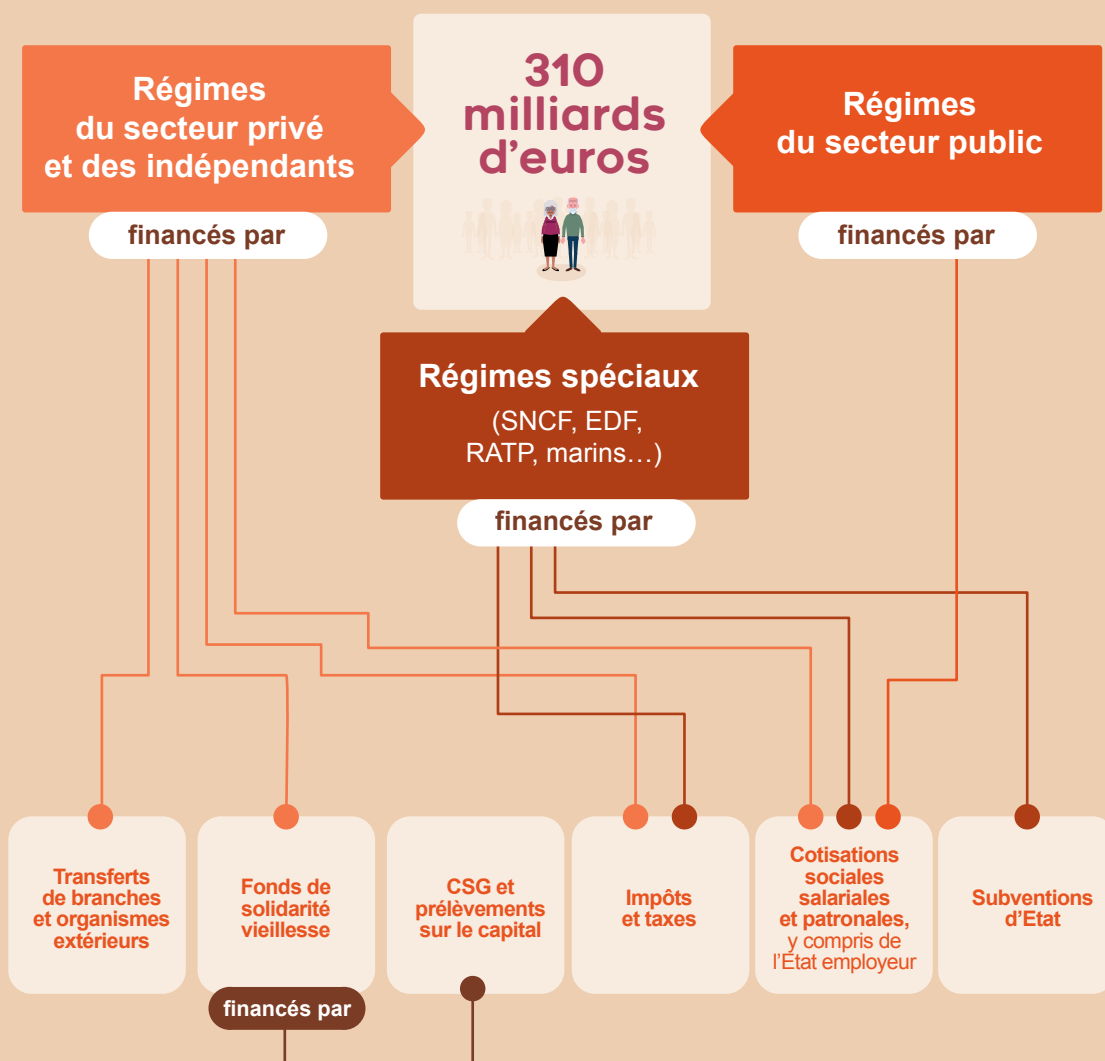 310
milliards
d'euros
Régimes
du secteur privé
et des indépendants
financés par
Régimes
du secteur public
financés par
Régimes spéciaux
(SNCF, EDF,
RATP, marins…)
financés par
Transferts
de branches
et organismes
extérieurs
Fonds de
solidarité
vieillesse
financés par
CSG et
prélèvements
sur le capital
Impôts
et taxes
Cotisations
sociales
salariales
et patronales,
y compris de
l'État employeur
Subventions
d'Etat